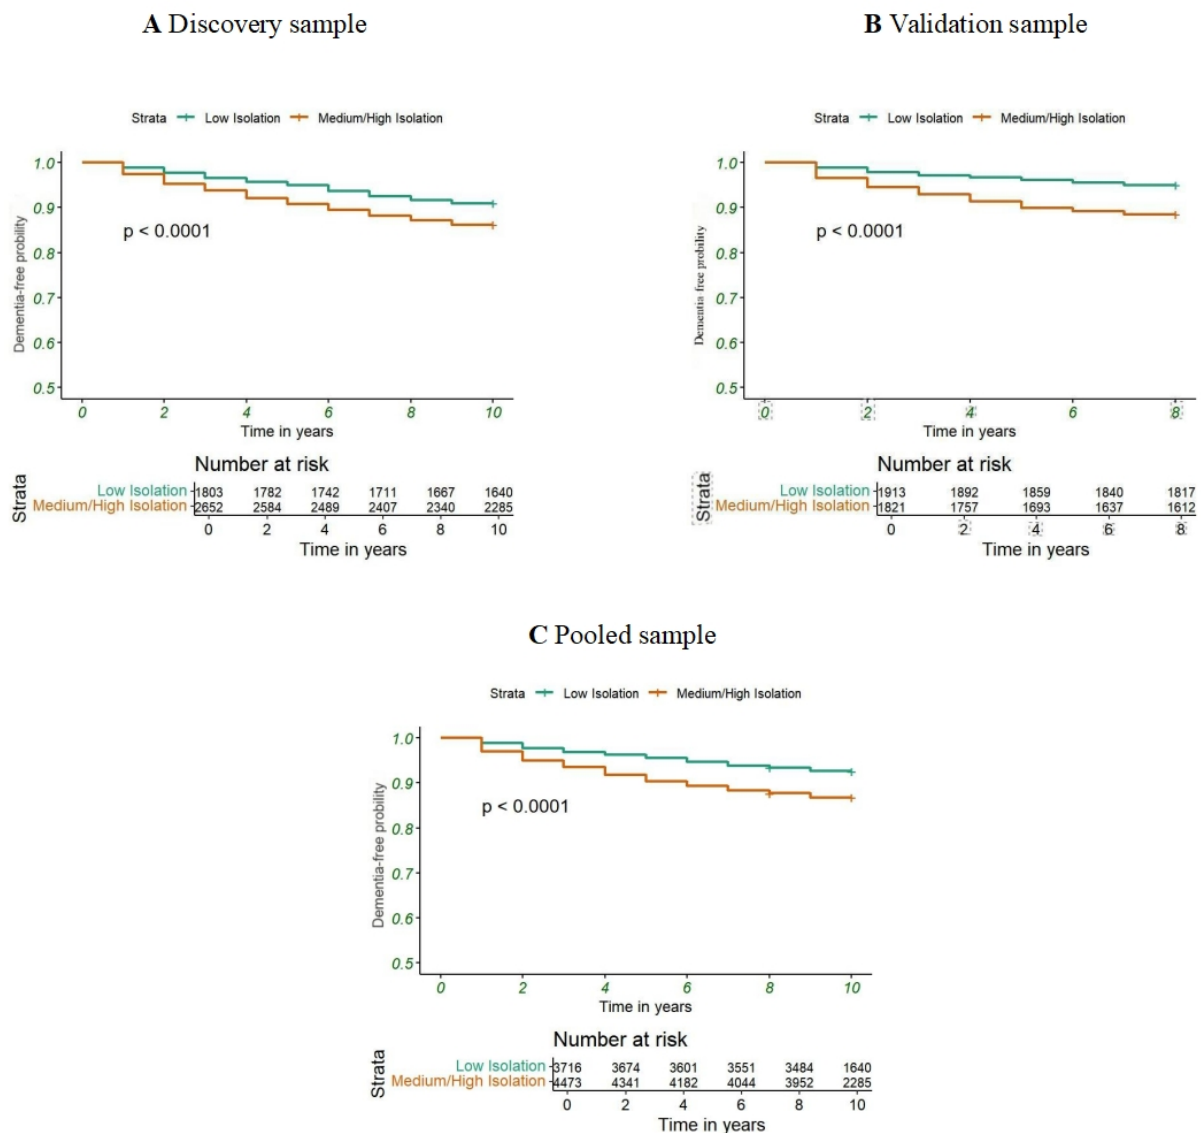 A Discovery sample
Strata Low Isolation Medium/High Isolation
1.0
0.9
0.8
0.7
0.6
0.5
Dementia-free probility
p < 0.0001
0 2 4 6 8 10
Time in years
Number at risk
Strata
Low Isolation 1803 1782 1742 1711 1667 1640
Medium/High Isolation 2652 2584 2489 2407 2340 2285
0 2 4 6 8 10
Time in years
B Validation sample
Strata Low Isolation Medium/High Isolation
1.0
0.9
0.8
0.7
0.6
0.5
Dementia free probility
p < 0.0001
0 2 4 6 8
Time in years
Number at risk
Strata
Low Isolation 1913 1892 1859 1840 1817
Medium/High Isolation 1821 1757 1693 1637 1612
0 2 4 6 8
Time in years
C Pooled sample
Strata Low Isolation Medium/High Isolation
1.0
0.9
0.8
0.7
0.6
0.5
Dementia-free probility
p < 0.0001
0 2 4 6 8 10
Time in years
Number at risk
Strata
Low Isolation 3716 3674 3601 3551 3484 1640
Medium/High Isolation 4473 4341 4182 4044 3952 2285
0 2 4 6 8 10
Time in years